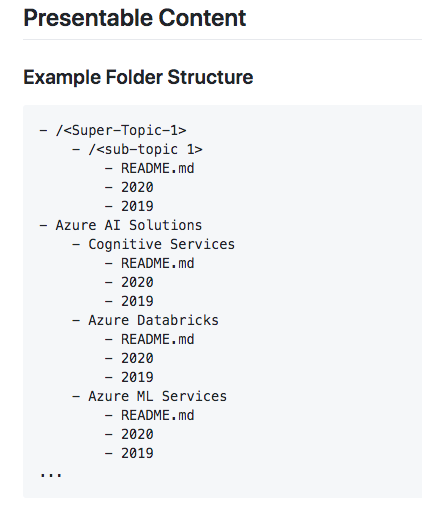 Presentable Content
Example Folder Structure
- /<Super-Topic-1>
    - /<sub-topic 1>
        - README.md
        - 2020
        - 2019
- Azure AI Solutions
    - Cognitive Services
        - README.md
        - 2020
        - 2019
    - Azure Databricks
        - README.md
        - 2020
        - 2019
    - Azure ML Services
        - README.md
        - 2020
        - 2019
...